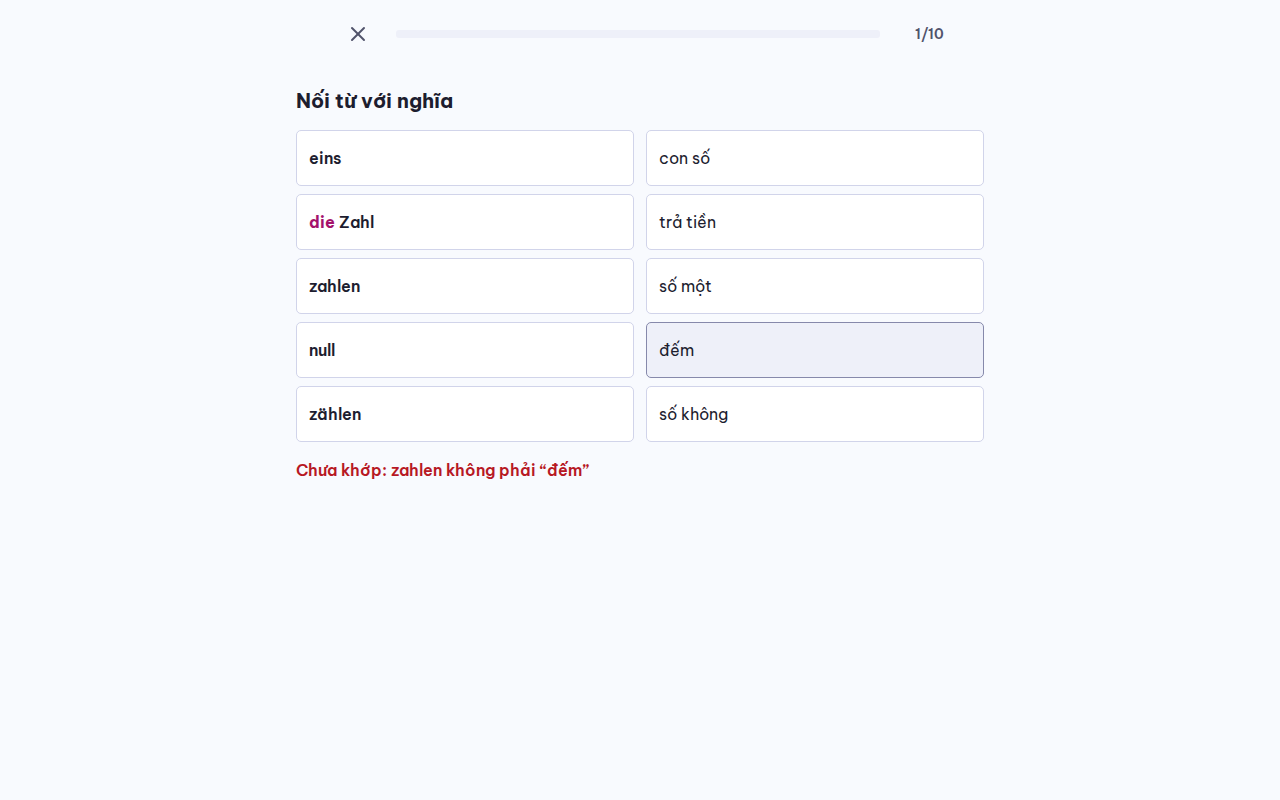 1/10
Nối từ với nghĩa
eins
con số
die Zahl
trả tiền
zahlen
số một
null
đếm
zählen
số không
Chưa khớp: zahlen không phải “đếm”